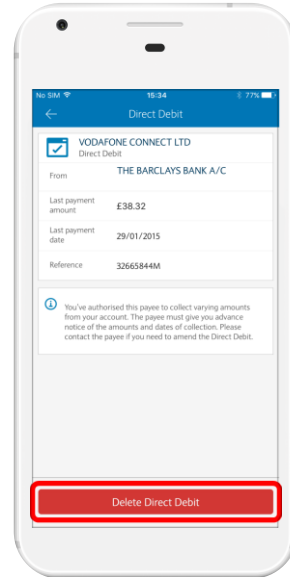 No SIM 15:34 77%
Direct Debit
VODAFONE CONNECT LTD
Direct Debit
From THE BARCLAYS BANK A/C
Last payment
amount £38.32
Last payment
date 29/01/2015
Reference 32665844M
You've authorised this payee to collect varying amounts
from your account. The payee must give you advance
notice of the amounts and dates of collection. Please
contact the payee if you need to amend the Direct Debit.
Delete Direct Debit